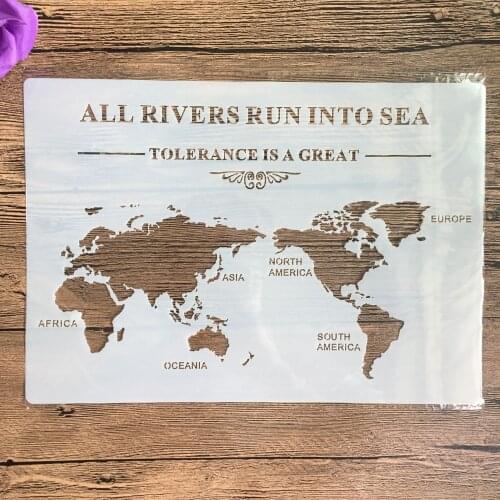 ALL RIVERS RUN INTO SEA
TOLERANCE IS A GREAT
EUROPE
ASIA
NORTH
AMERICA
AFRICA
SOUTH
AMERICA
OCEANIA